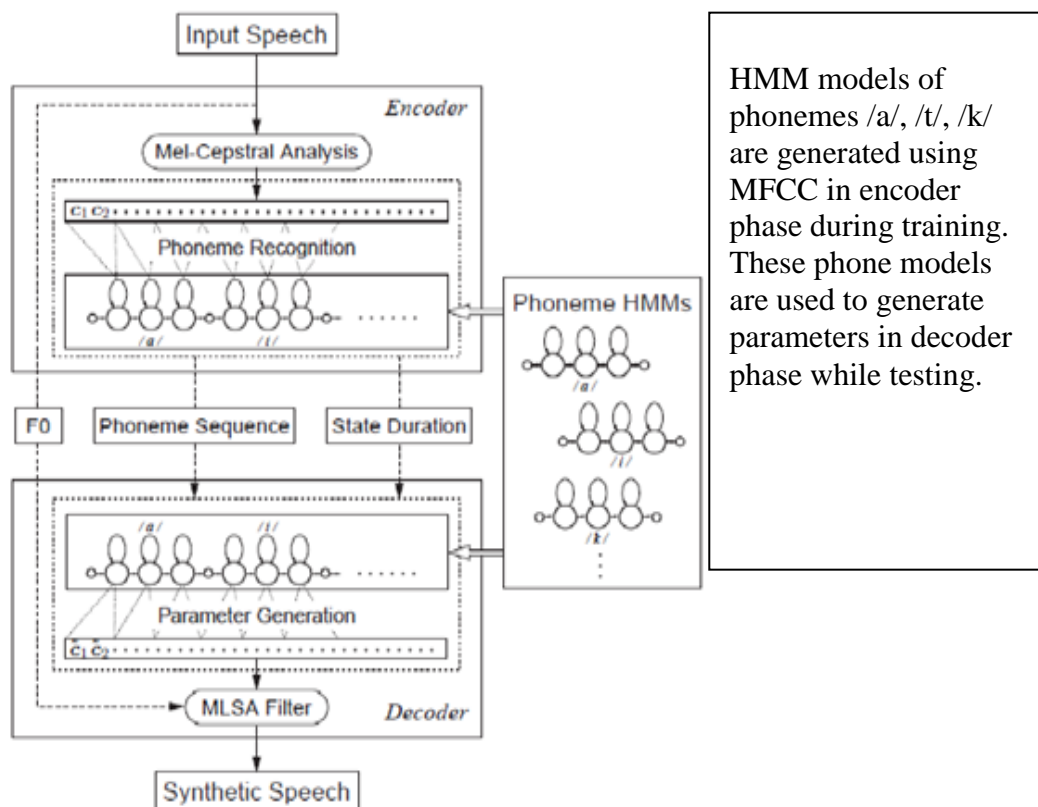 Input Speech
Encoder
Mel-Cepstral Analysis
c1 c2
Phoneme Recognition
/a/ /t/
F0 Phoneme Sequence State Duration
/a/ /t/
Parameter Generation
c̃1 c̃2
MLSA Filter
Decoder
Synthetic Speech
Phoneme HMMs
/a/
/i/
/k/
HMM models of
phonemes /a/, /t/, /k/
are generated using
MFCC in encoder
phase during training.
These phone models
are used to generate
parameters in decoder
phase while testing.